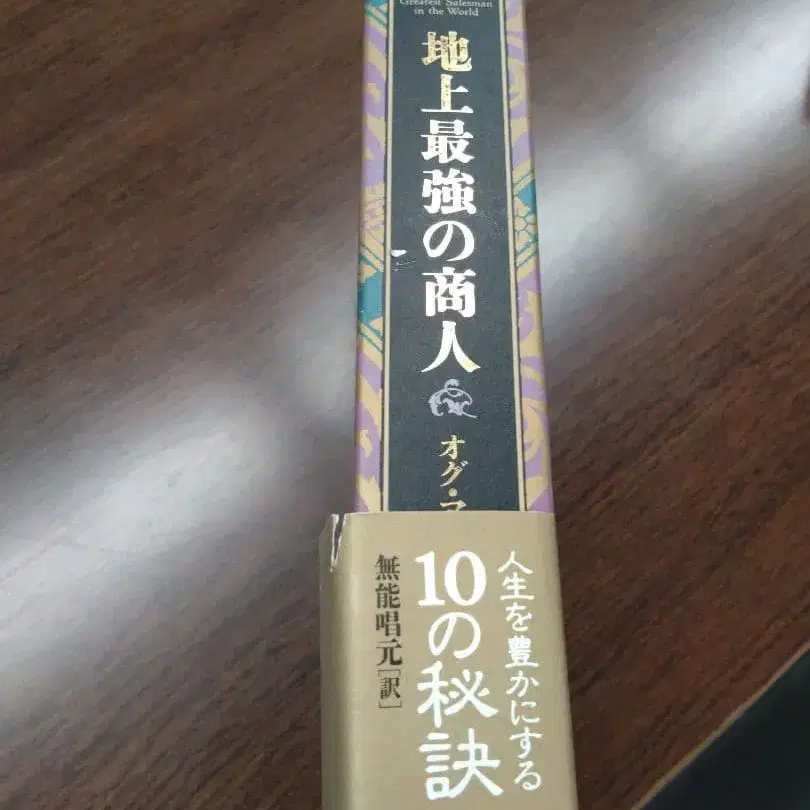 Greatest Salesman
in the World
地上最強の商人
オグ・マ
人生を豊かにする
10の秘訣
無能唱元[訳]